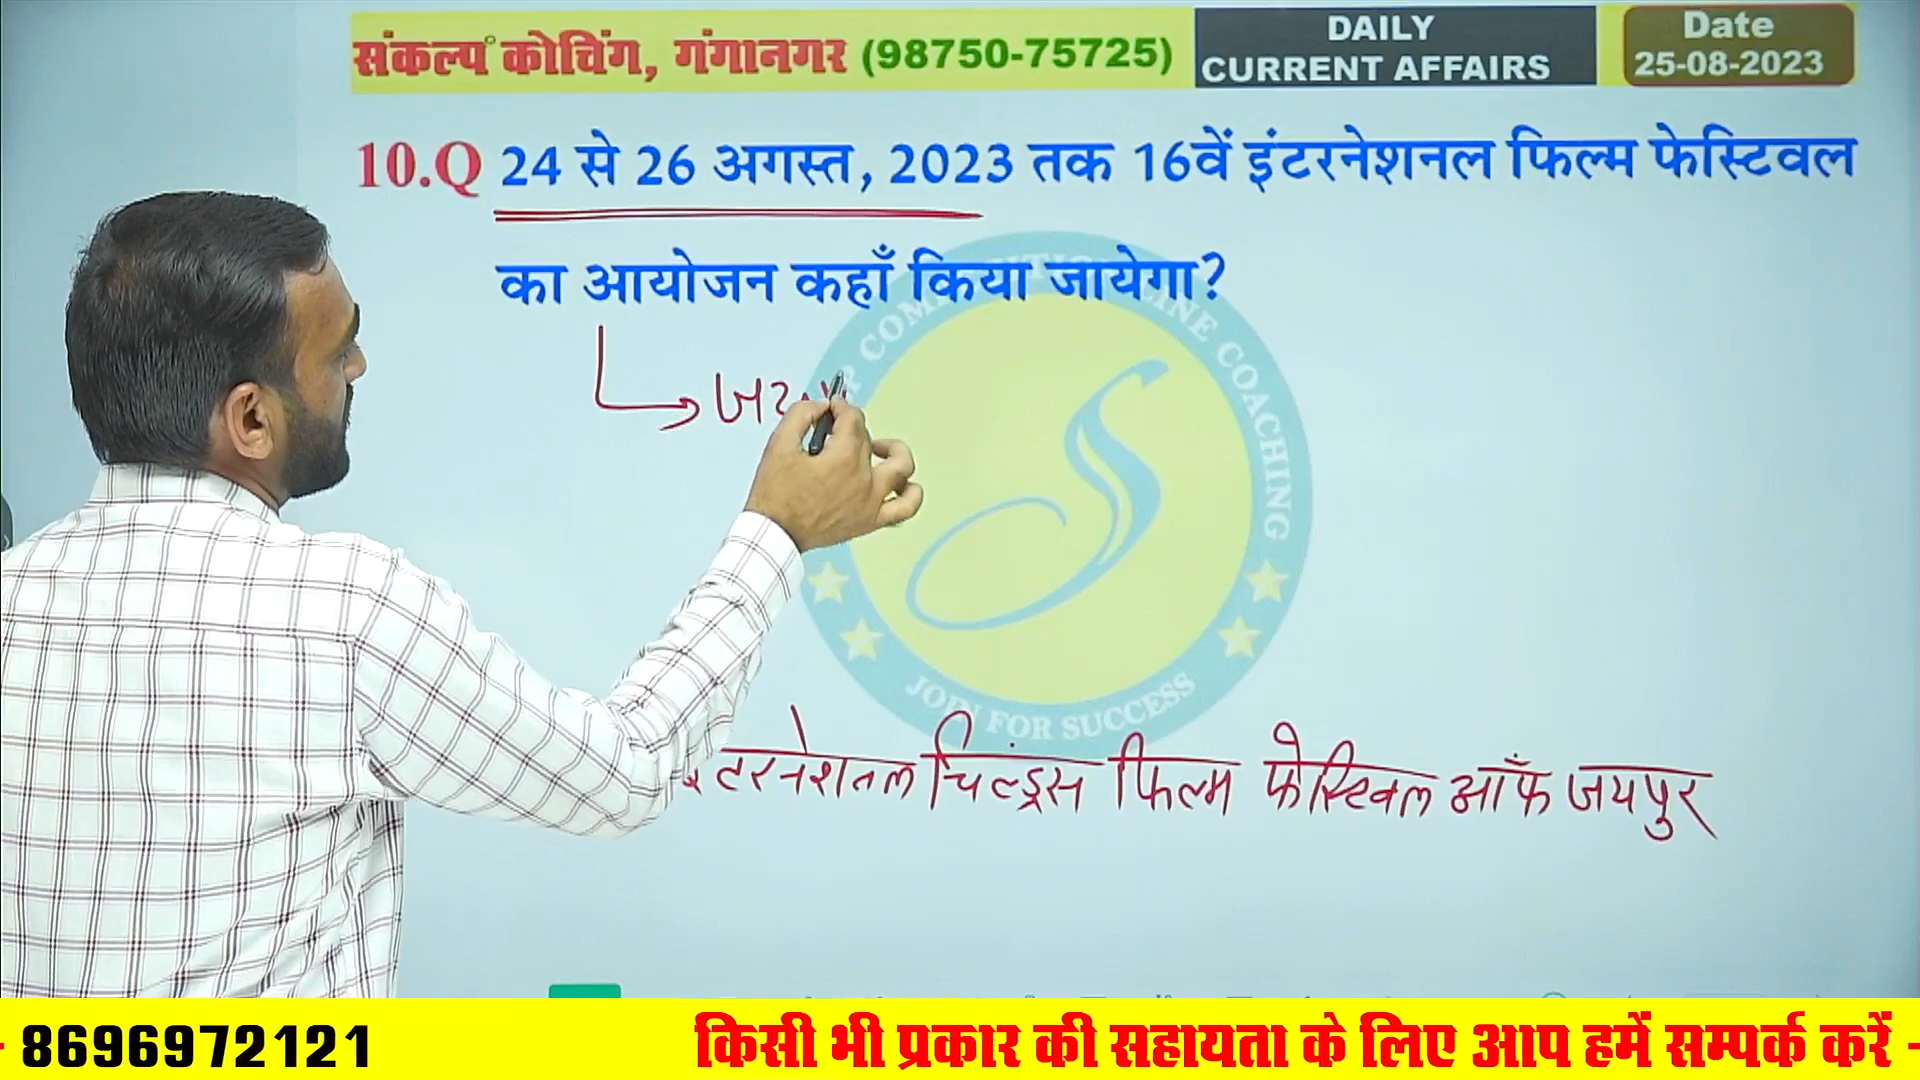 संकल्प कोचिंग, गंगानगर (98750-75725)
DAILY
CURRENT AFFAIRS
Date
25-08-2023
10.Q 24 से 26 अगस्त, 2023 तक 16वें इंटरनेशनल फिल्म फेस्टिवल
का आयोजन कहाँ किया जायेगा?
LINE COACHING
JOIN FOR SUCCESS
इंटरनेशनल चिल्ड्रंस फिल्म फेस्टिवल ऑफ जयपुर
- 8696972121
किसी भी प्रकार की सहायता के लिए आप हमें सम्पर्क करें -